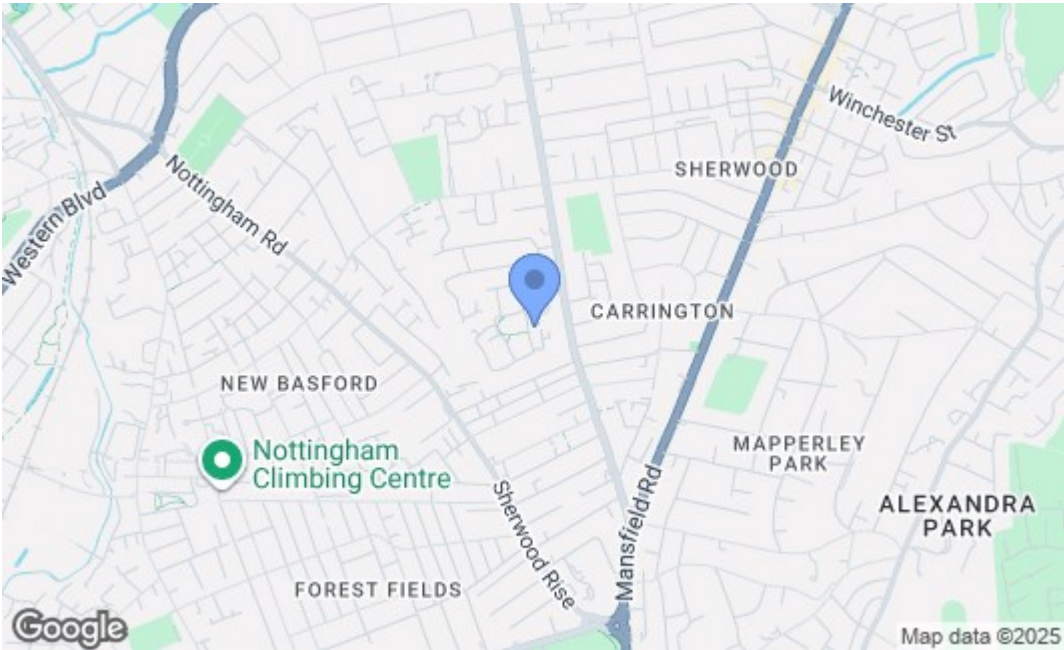 Winchester St
SHERWOOD
Nottingham Rd
Western Blvd
CARRINGTON
NEW BASFORD
Nottingham
Climbing Centre
MAPPERLEY
PARK
Mansfield Rd
ALEXANDRA
PARK
Sherwood Rise
FOREST FIELDS
Google
Map data ©2025